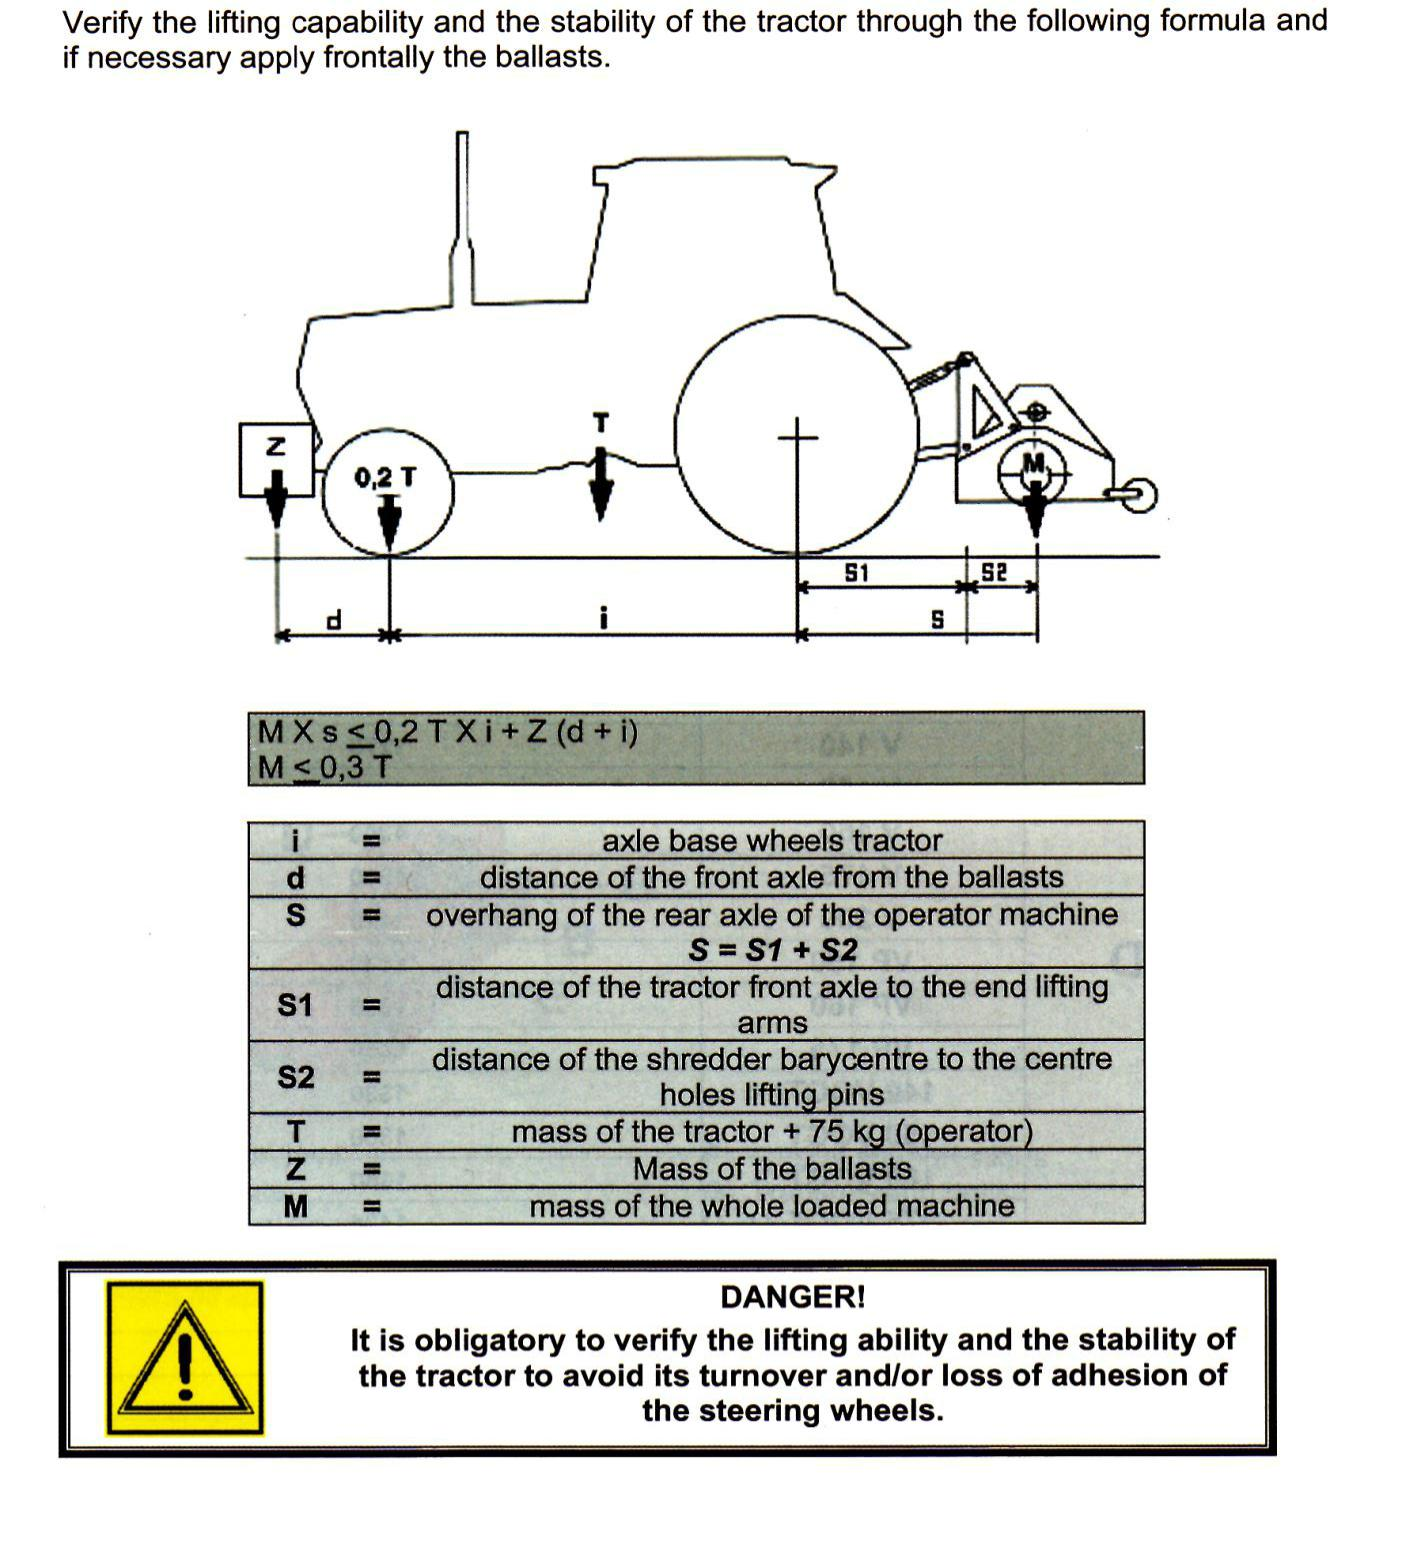 Verify the lifting capability and the stability of the tractor through the following formula and
if necessary apply frontally the ballasts.
T
Z
0,2 T
M
S1
S2
d
i
S
M X s ≤ 0,2 T X i + Z (d + i)
M ≤ 0,3 T
i = axle base wheels tractor
d = distance of the front axle from the ballasts
S = overhang of the rear axle of the operator machine
S = S1 + S2
S1 = distance of the tractor front axle to the end lifting
arms
S2 = distance of the shredder barycentre to the centre
holes lifting pins
T = mass of the tractor + 75 kg (operator)
Z = Mass of the ballasts
M = mass of the whole loaded machine
DANGER!
It is obligatory to verify the lifting ability and the stability of
the tractor to avoid its turnover and/or loss of adhesion of
the steering wheels.